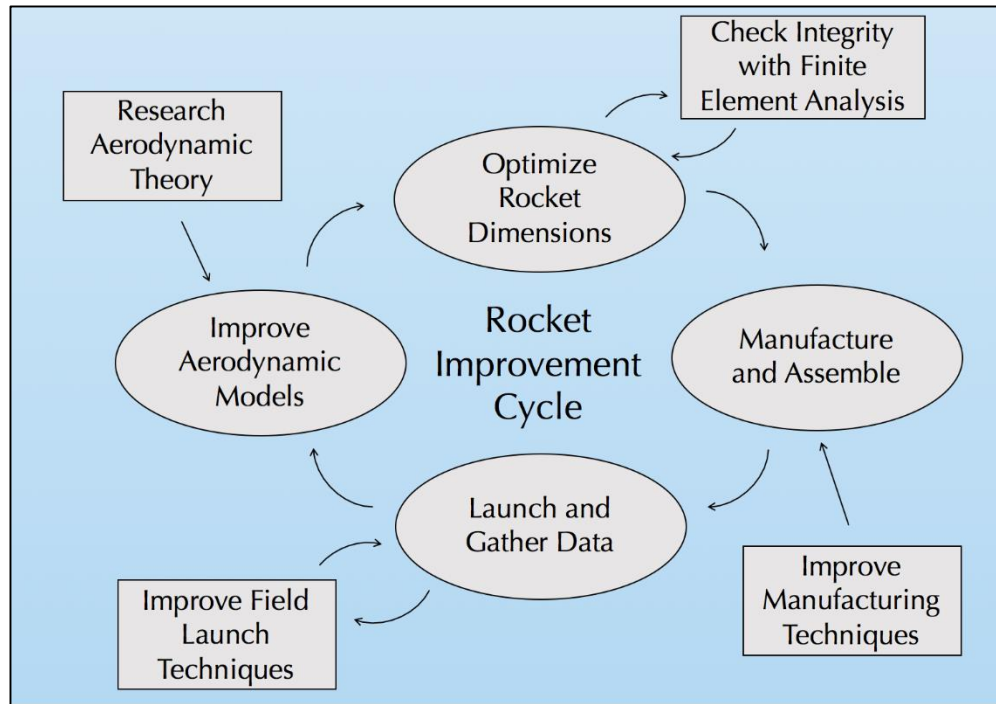 Check Integrity
with Finite
Element Analysis
Research
Aerodynamic
Theory
Optimize
Rocket
Dimensions
Improve
Aerodynamic
Models
Rocket
Improvement
Cycle
Manufacture
and Assemble
Launch and
Gather Data
Improve Field
Launch
Techniques
Improve
Manufacturing
Techniques